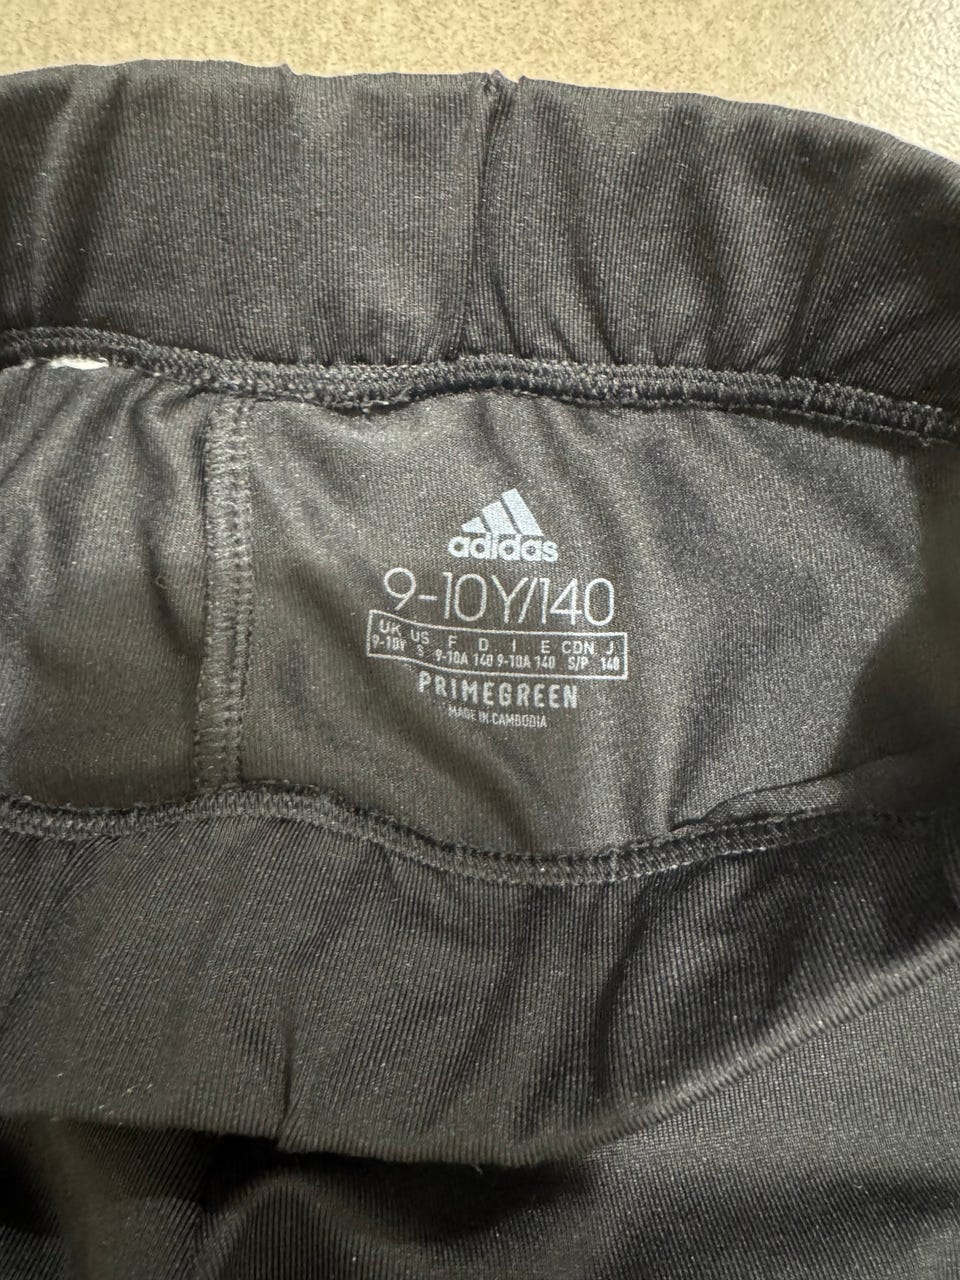 adidas
9-10Y/140
UK US F D I E CDN J
9-10Y S 9-10A 140 9-10A 140 S/P 140
PRIMEGREEN
MADE IN CAMBODIA